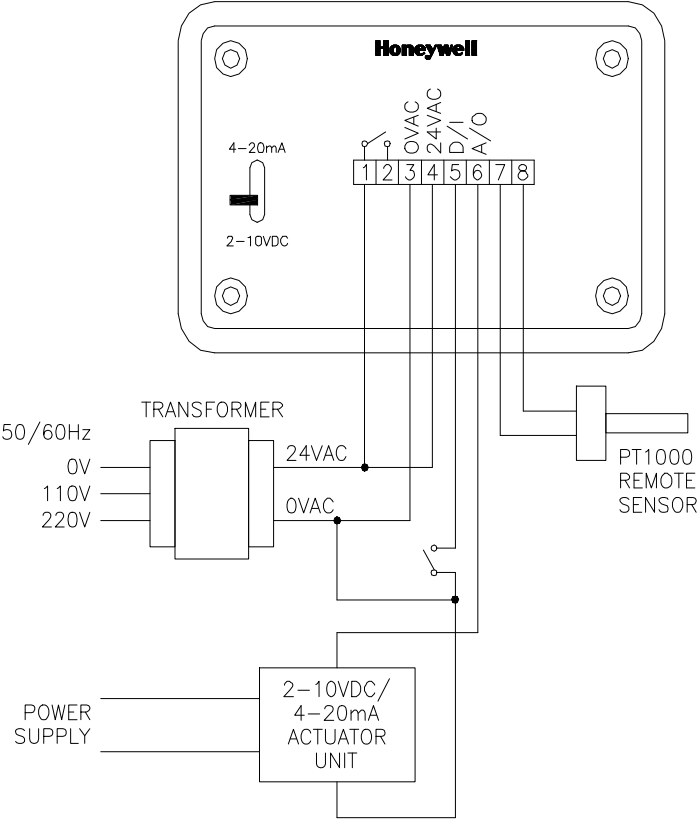 Honeywell
0VAC
24VAC
D/I
A/O
4-20mA
1 2 3 4 5 6 7 8
2-10VDC
TRANSFORMER
50/60Hz
24VAC
0V
110V
0VAC
220V
PT1000
REMOTE
SENSOR
2-10VDC/
4-20mA
ACTUATOR
UNIT
POWER
SUPPLY